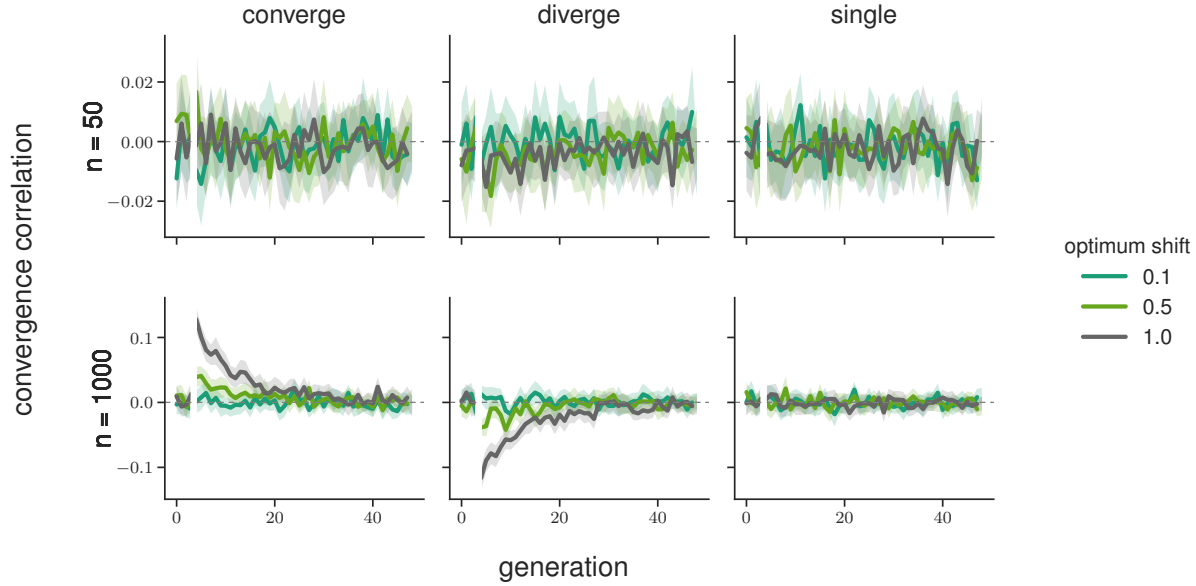 converge diverge single
convergence correlation
n = 50
0.02
0.00
−0.02
n = 1000
0.1
0.0
−0.1
0 20 40 0 20 40 0 20 40
generation
optimum shift
0.1
0.5
1.0